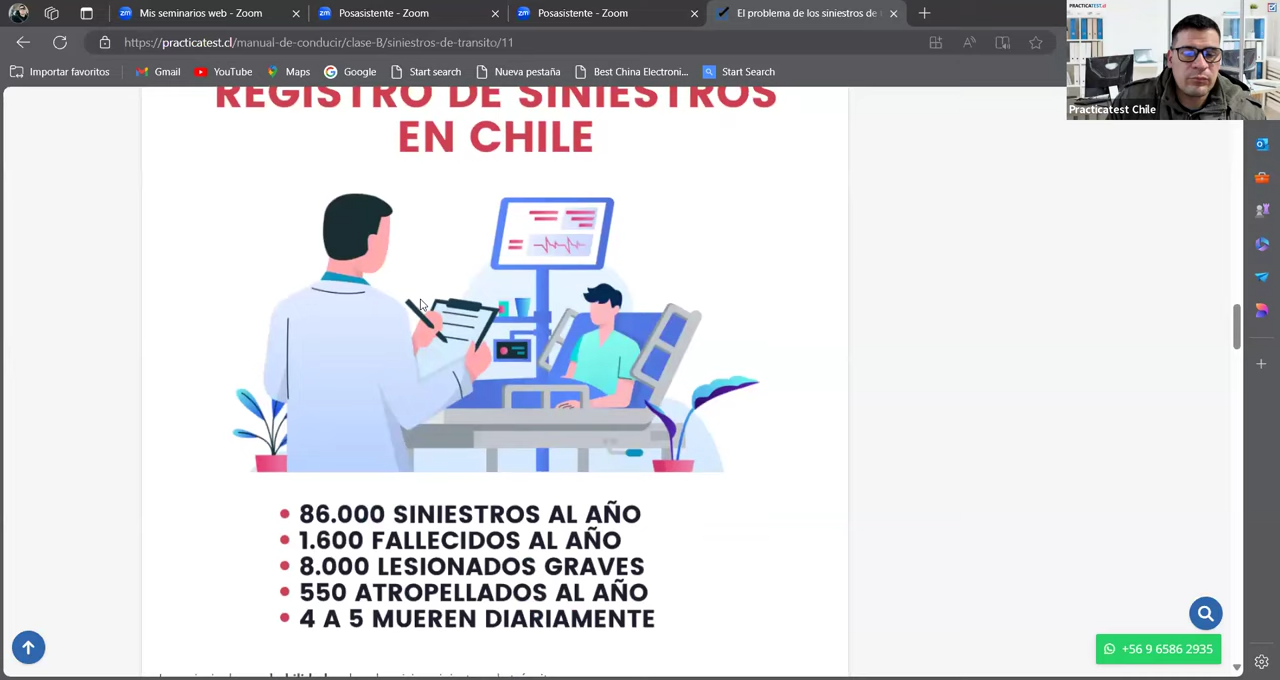 Mis seminarios web - Zoom
Posasistente - Zoom
Posasistente - Zoom
El problema de los siniestros de
https://practicatest.cl/manual-de-conducir/clase-B/siniestros-de-transito/11
Importar favoritos
Gmail
YouTube
Maps
Google
Start search
Nueva pestaña
Best China Electroni...
Start Search
PRACTICATEST.cl
Practicatest Chile
REGISTRO DE SINIESTROS
EN CHILE
• 86.000 SINIESTROS AL AÑO
• 1.600 FALLECIDOS AL AÑO
• 8.000 LESIONADOS GRAVES
• 550 ATROPELLADOS AL AÑO
• 4 A 5 MUEREN DIARIAMENTE
+56 9 6586 2935